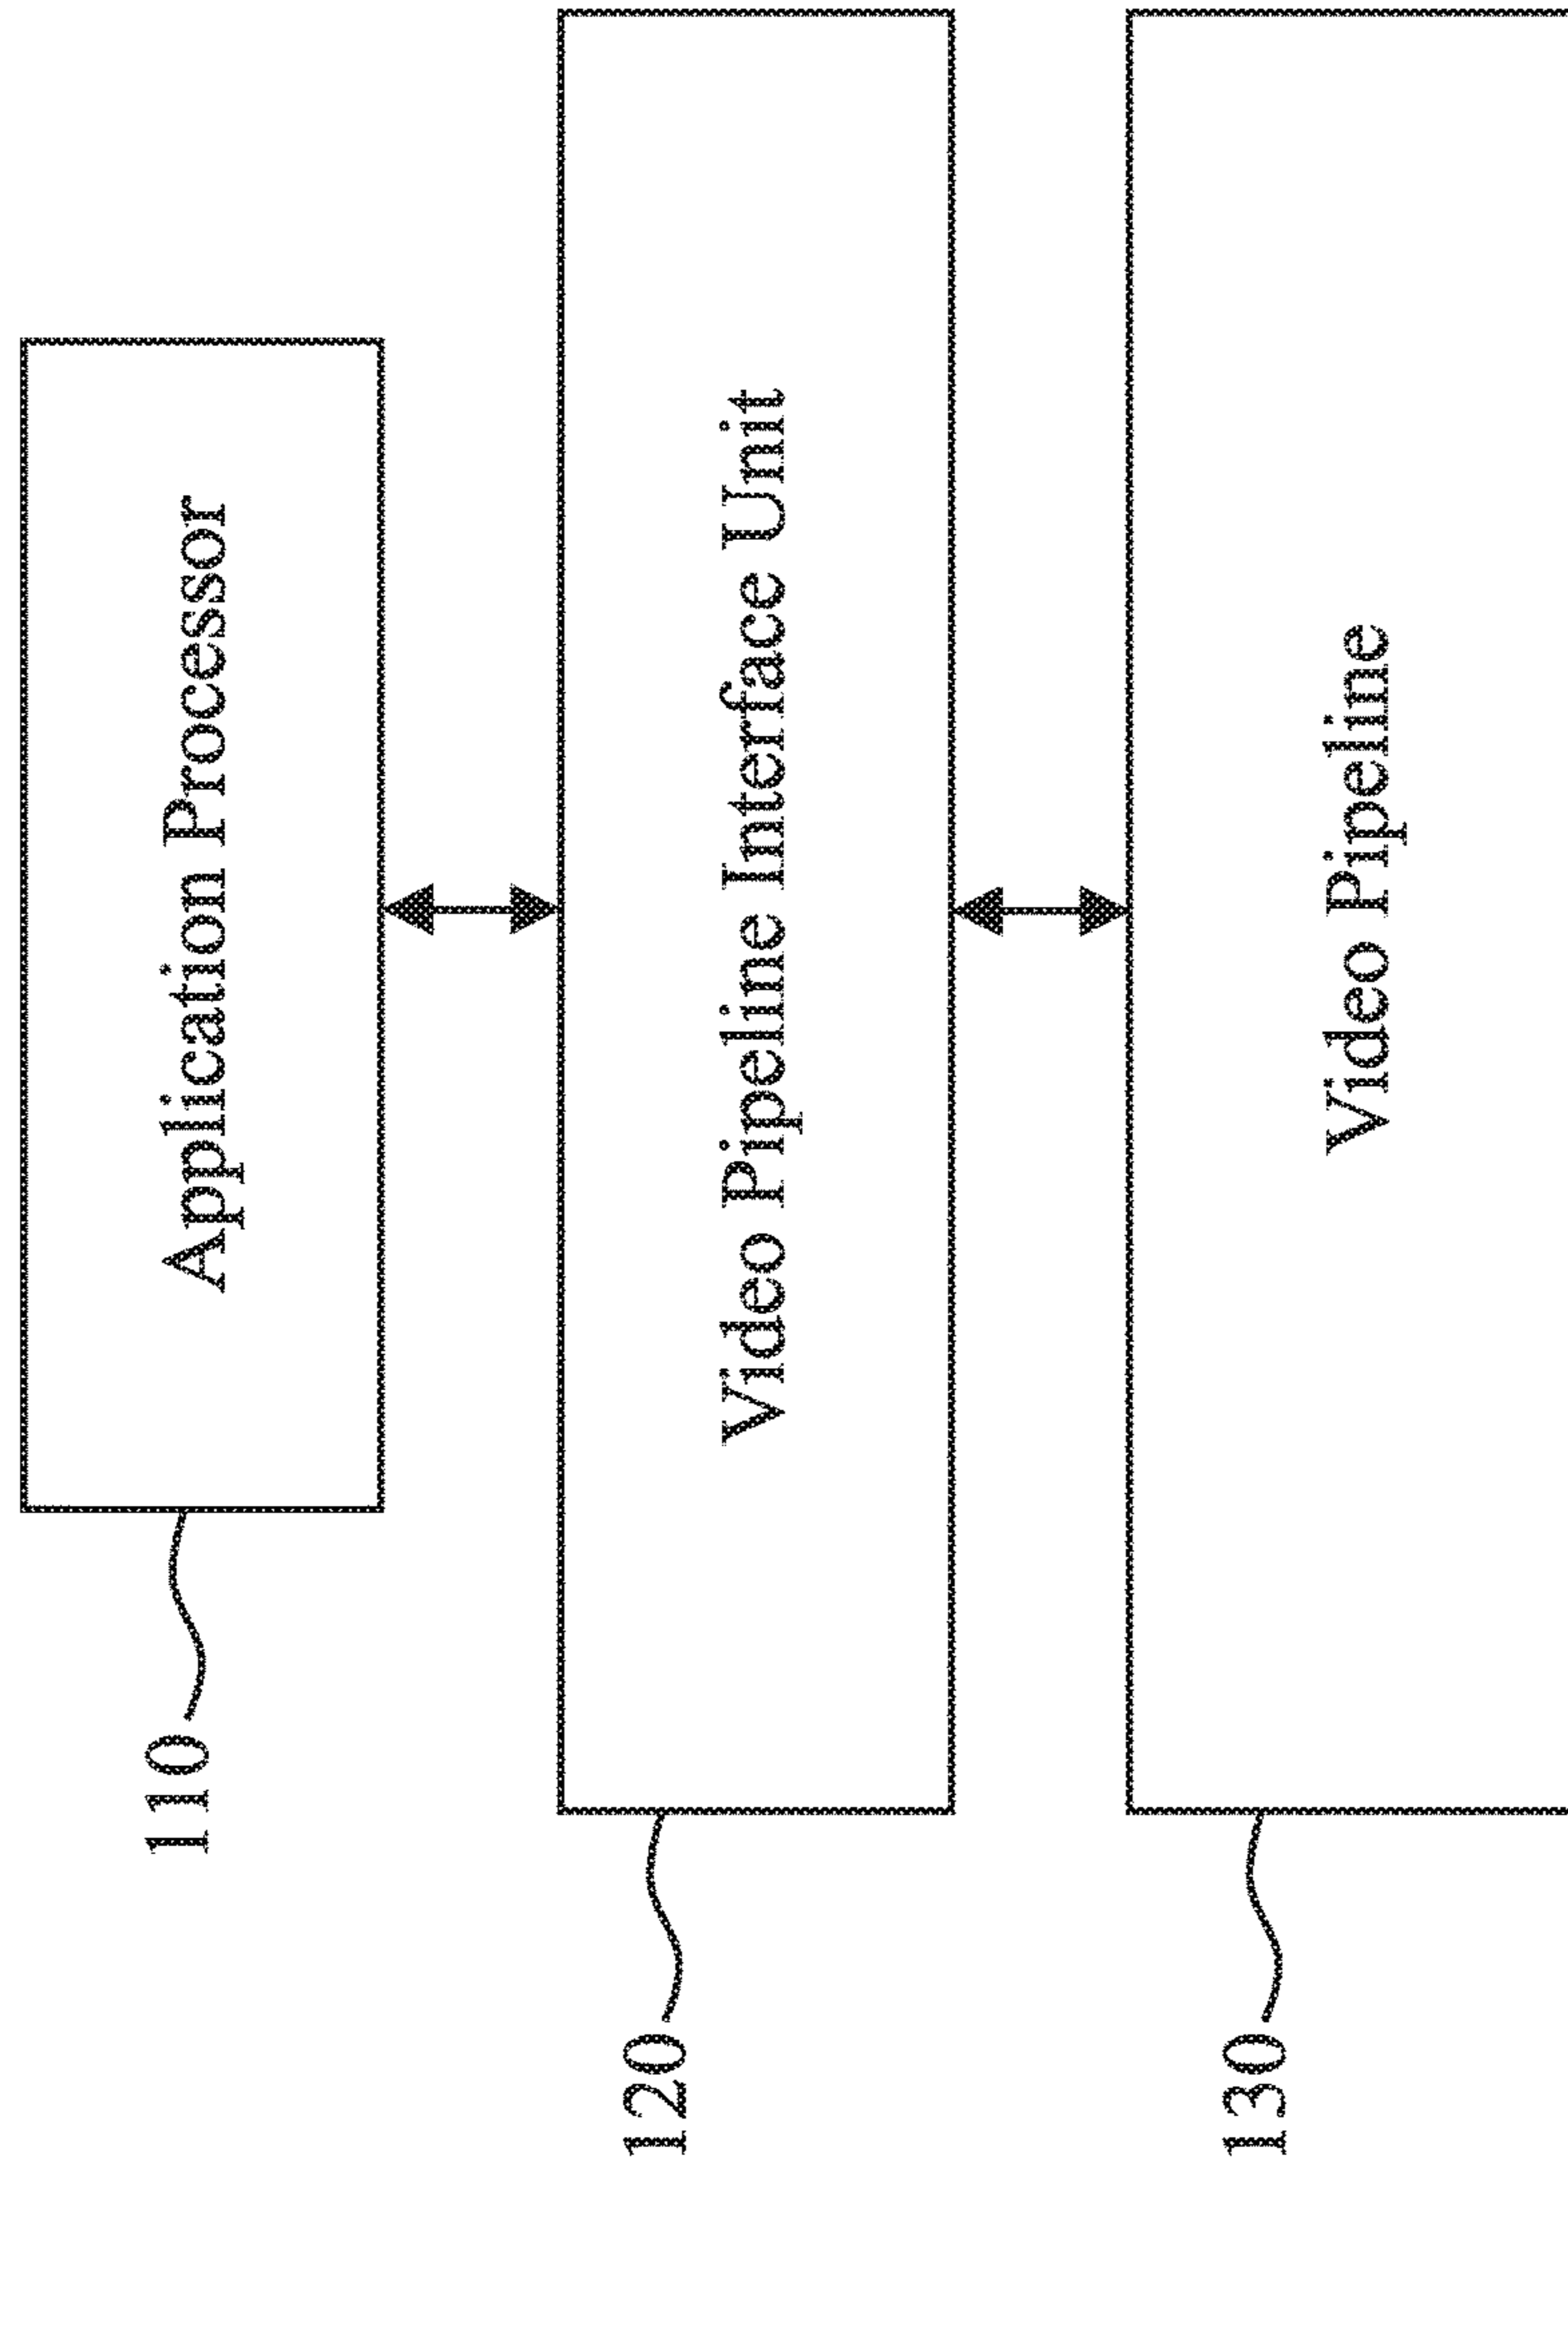 110
Application Processor
120
Video Pipeline Interface Unit
130
Video Pipeline